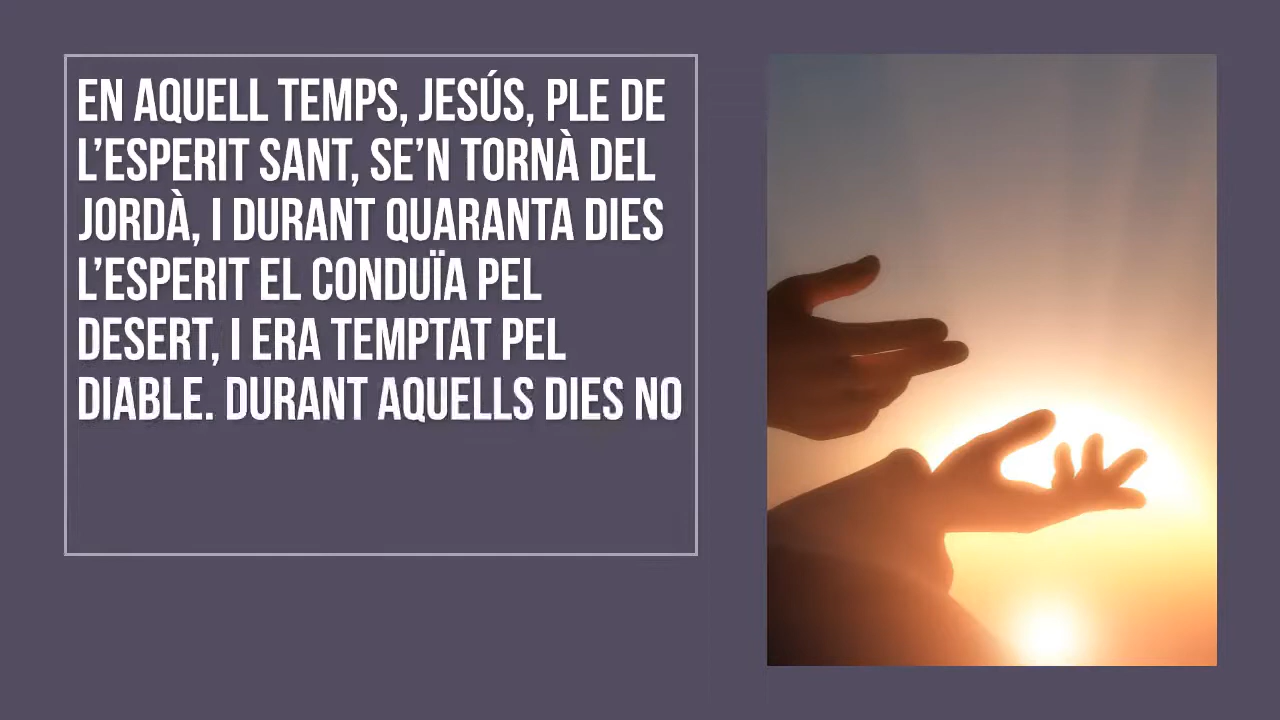 EN AQUELL TEMPS, JESÚS, PLE DE
L’ESPERIT SANT, SE’N TORNÀ DEL
JORDÀ, I DURANT QUARANTA DIES
L’ESPERIT EL CONDUÏA PEL
DESERT, I ERA TEMPTAT PEL
DIABLE. DURANT AQUELLS DIES NO